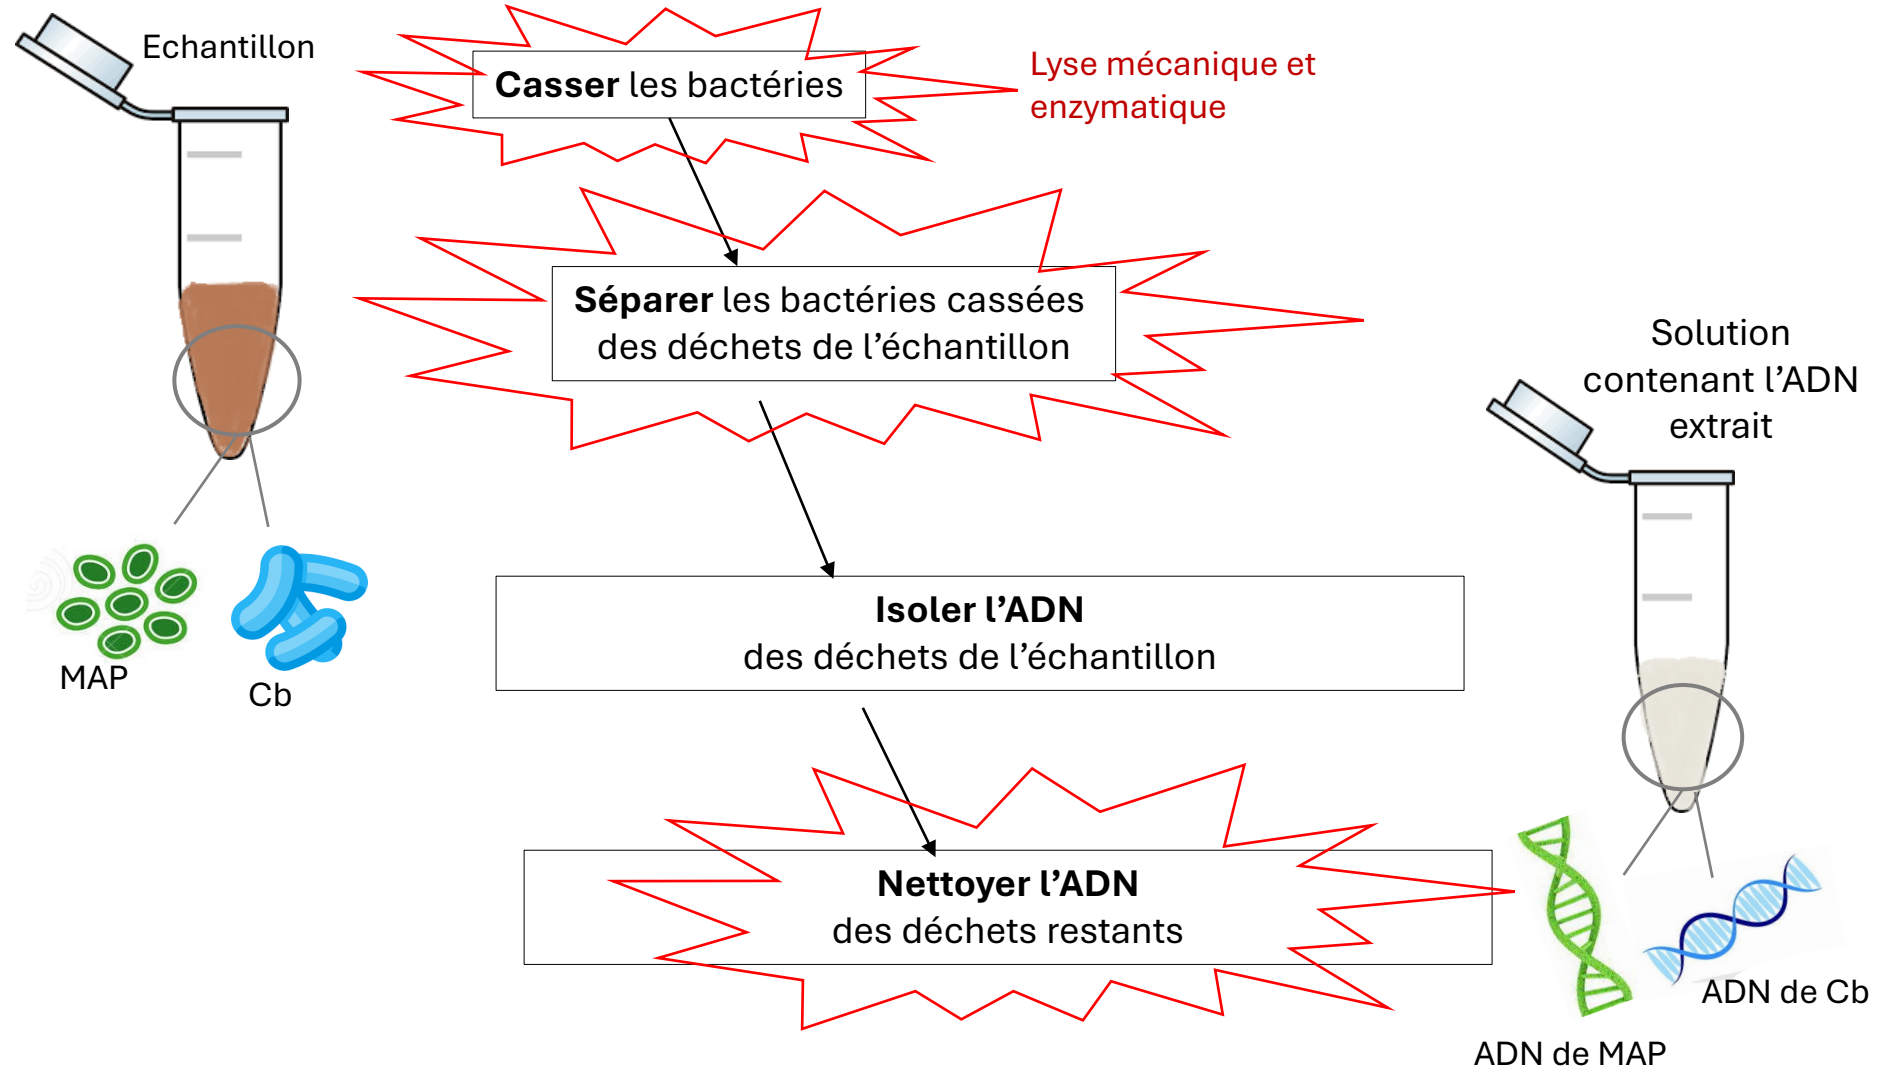 Echantillon
Casser les bactéries
Lyse mécanique et
enzymatique
Séparer les bactéries cassées
des déchets de l’échantillon
Solution
contenant l’ADN
extrait
Isoler l’ADN
des déchets de l’échantillon
MAP
Cb
Nettoyer l’ADN
des déchets restants
ADN de Cb
ADN de MAP